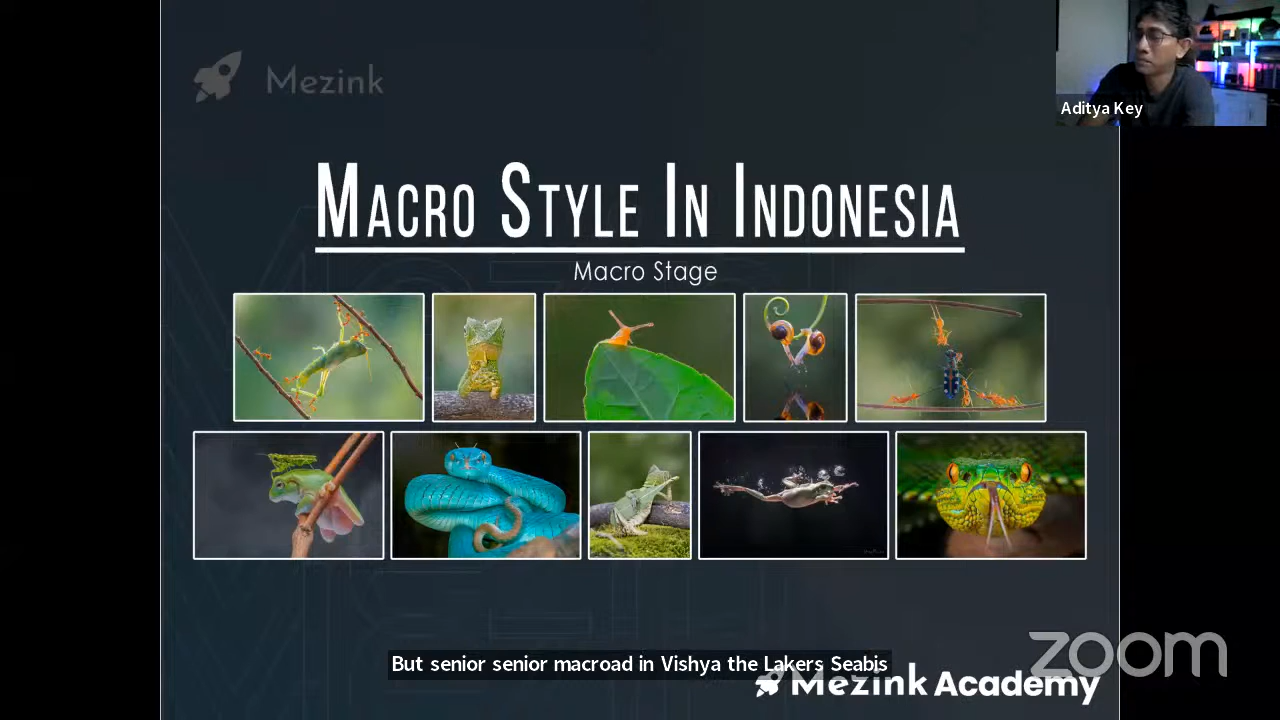 Mezink
Aditya Key
MACRO STYLE IN INDONESIA
Macro Stage
But senior senior macroad in Vishya the Lakers Seabis
zoom
Mezink Academy